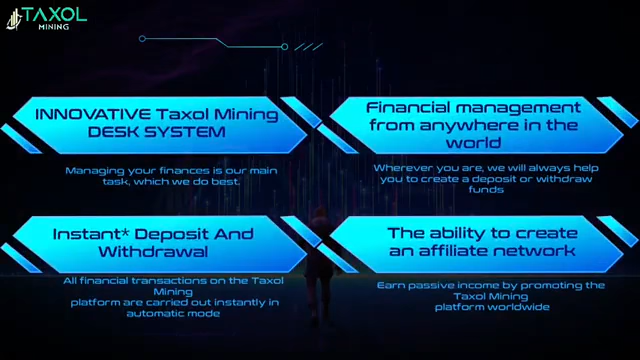 TAXOL
MINING
INNOVATIVE Taxol Mining
DESK SYSTEM
Managing your finances is our main
task, which we do best.
Financial management
from anywhere in the
world
Wherever you are, we will always help
you to create a deposit or withdraw
funds
Instant* Deposit And
Withdrawal
All financial transactions on the Taxol
Mining
platform are carried out instantly in
automatic mode
The ability to create
an affiliate network
Earn passive income by promoting the
Taxol Mining
platform worldwide